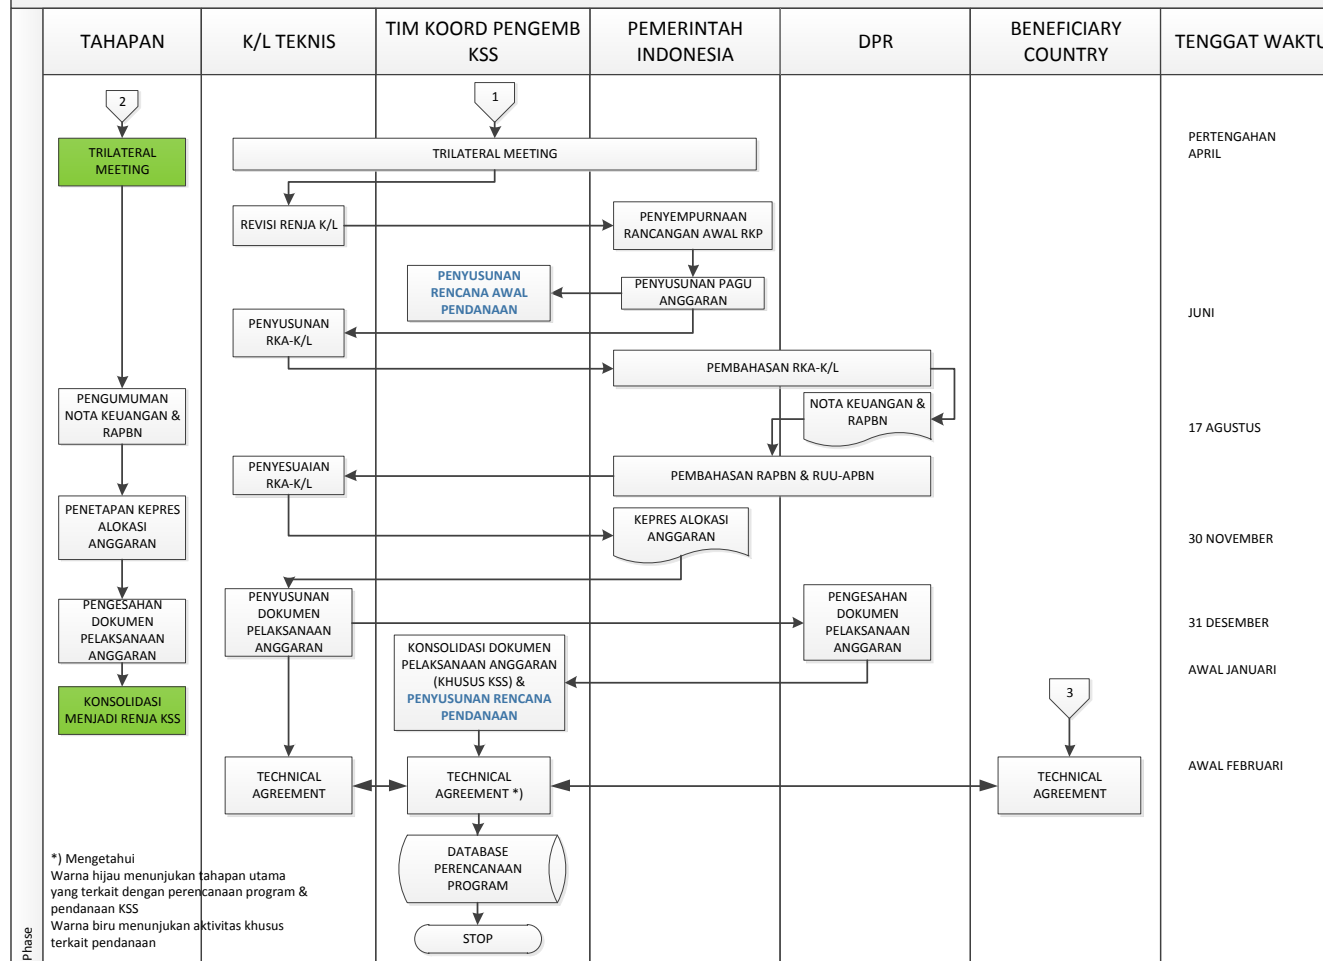 TAHAPAN
K/L TEKNIS
TIM KOORD PENGEMB
KSS
PEMERINTAH
INDONESIA
DPR
BENEFICIARY
COUNTRY
TENGGAT WAKTU
2
1
TRILATERAL
MEETING
TRILATERAL MEETING
PERTENGAHAN
APRIL
REVISI RENJA K/L
PENYEMPURNAAN
RANCANGAN AWAL RKP
PENYUSUNAN
RENCANA AWAL
PENDANAAN
PENYUSUNAN PAGU
ANGGARAN
JUNI
PENYUSUNAN
RKA-K/L
PEMBAHASAN RKA-K/L
PENGUMUMAN
NOTA KEUANGAN &
RAPBN
NOTA KEUANGAN &
RAPBN
17 AGUSTUS
PENYESUAIAN
RKA-K/L
PEMBAHASAN RAPBN & RUU-APBN
PENETAPAN KEPRES
ALOKASI
ANGGARAN
KEPRES ALOKASI
ANGGARAN
30 NOVEMBER
PENGESAHAN
DOKUMEN
PELAKSANAAN
ANGGARAN
PENYUSUNAN
DOKUMEN
PELAKSANAAN
ANGGARAN
PENGESAHAN
DOKUMEN
PELAKSANAAN
ANGGARAN
31 DESEMBER
KONSOLIDASI DOKUMEN
PELAKSANAAN ANGGARAN
(KHUSUS KSS) &
PENYUSUNAN RENCANA
PENDANAAN
AWAL JANUARI
KONSOLIDASI
MENJADI RENJA KSS
3
TECHNICAL
AGREEMENT
TECHNICAL
AGREEMENT *)
TECHNICAL
AGREEMENT
AWAL FEBRUARI
DATABASE
PERENCANAAN
PROGRAM
STOP
*) Mengetahui
Warna hijau menunjukan tahapan utama
yang terkait dengan perencanaan program &
pendanaan KSS
Warna biru menunjukan aktivitas khusus
terkait pendanaan
Phase